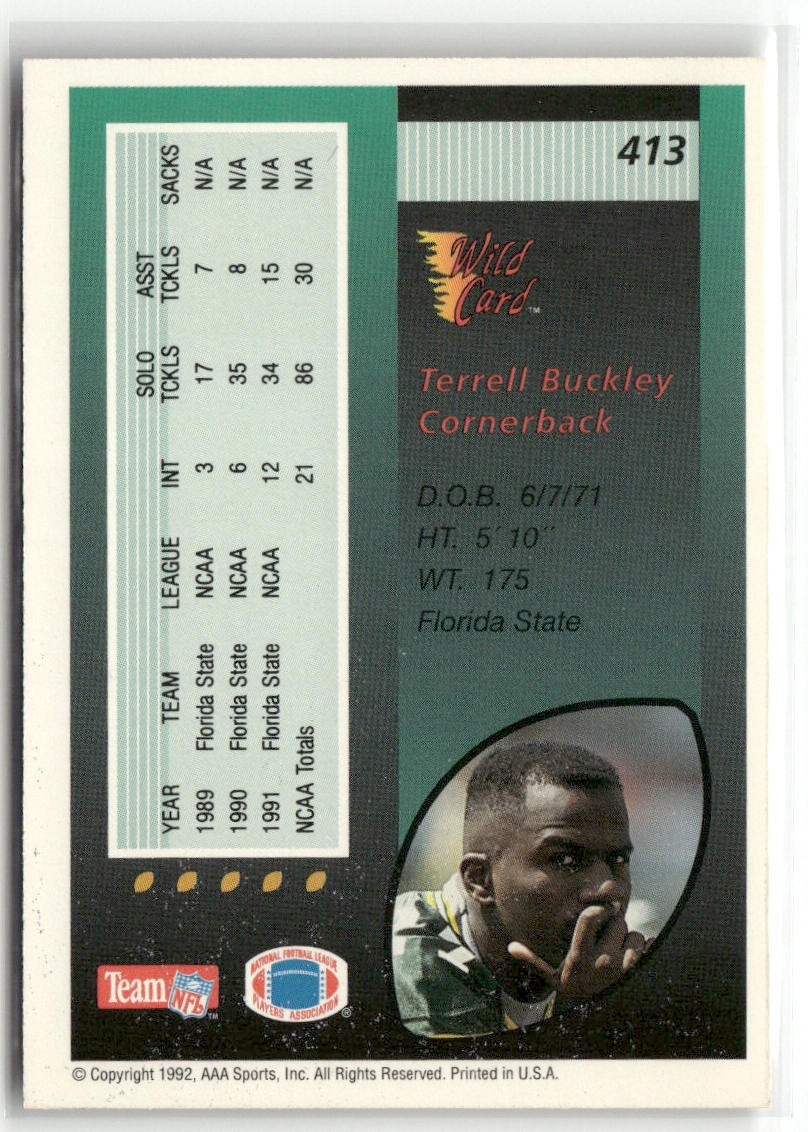 413
Wild
Card™
Terrell Buckley
Cornerback
D.O.B. 6/7/71
HT. 5´ 10˝
WT. 175
Florida State
YEAR TEAM LEAGUE INT SOLO TCKLS ASST TCKLS SACKS
1989 Florida State NCAA 3 17 7 N/A
1990 Florida State NCAA 6 35 8 N/A
1991 Florida State NCAA 12 34 15 N/A
NCAA Totals 21 86 30 N/A
Team NFL™
NATIONAL FOOTBALL LEAGUE
PLAYERS ASSOCIATION®
© Copyright 1992, AAA Sports, Inc. All Rights Reserved. Printed in U.S.A.